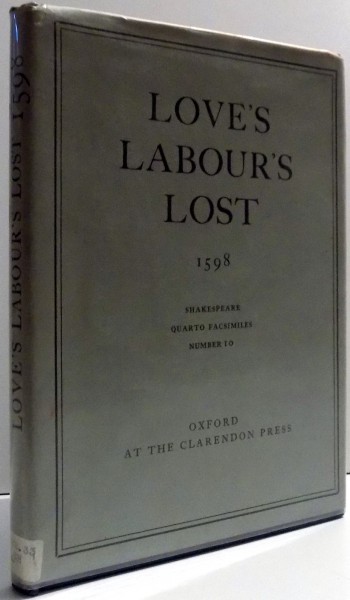 LOVE'S
LABOUR'S
LOST
1598
SHAKESPEARE
QUARTO FACSIMILES
NUMBER 10
OXFORD
AT THE CLARENDON PRESS
LOVE'S LABOUR'S LOST 1598